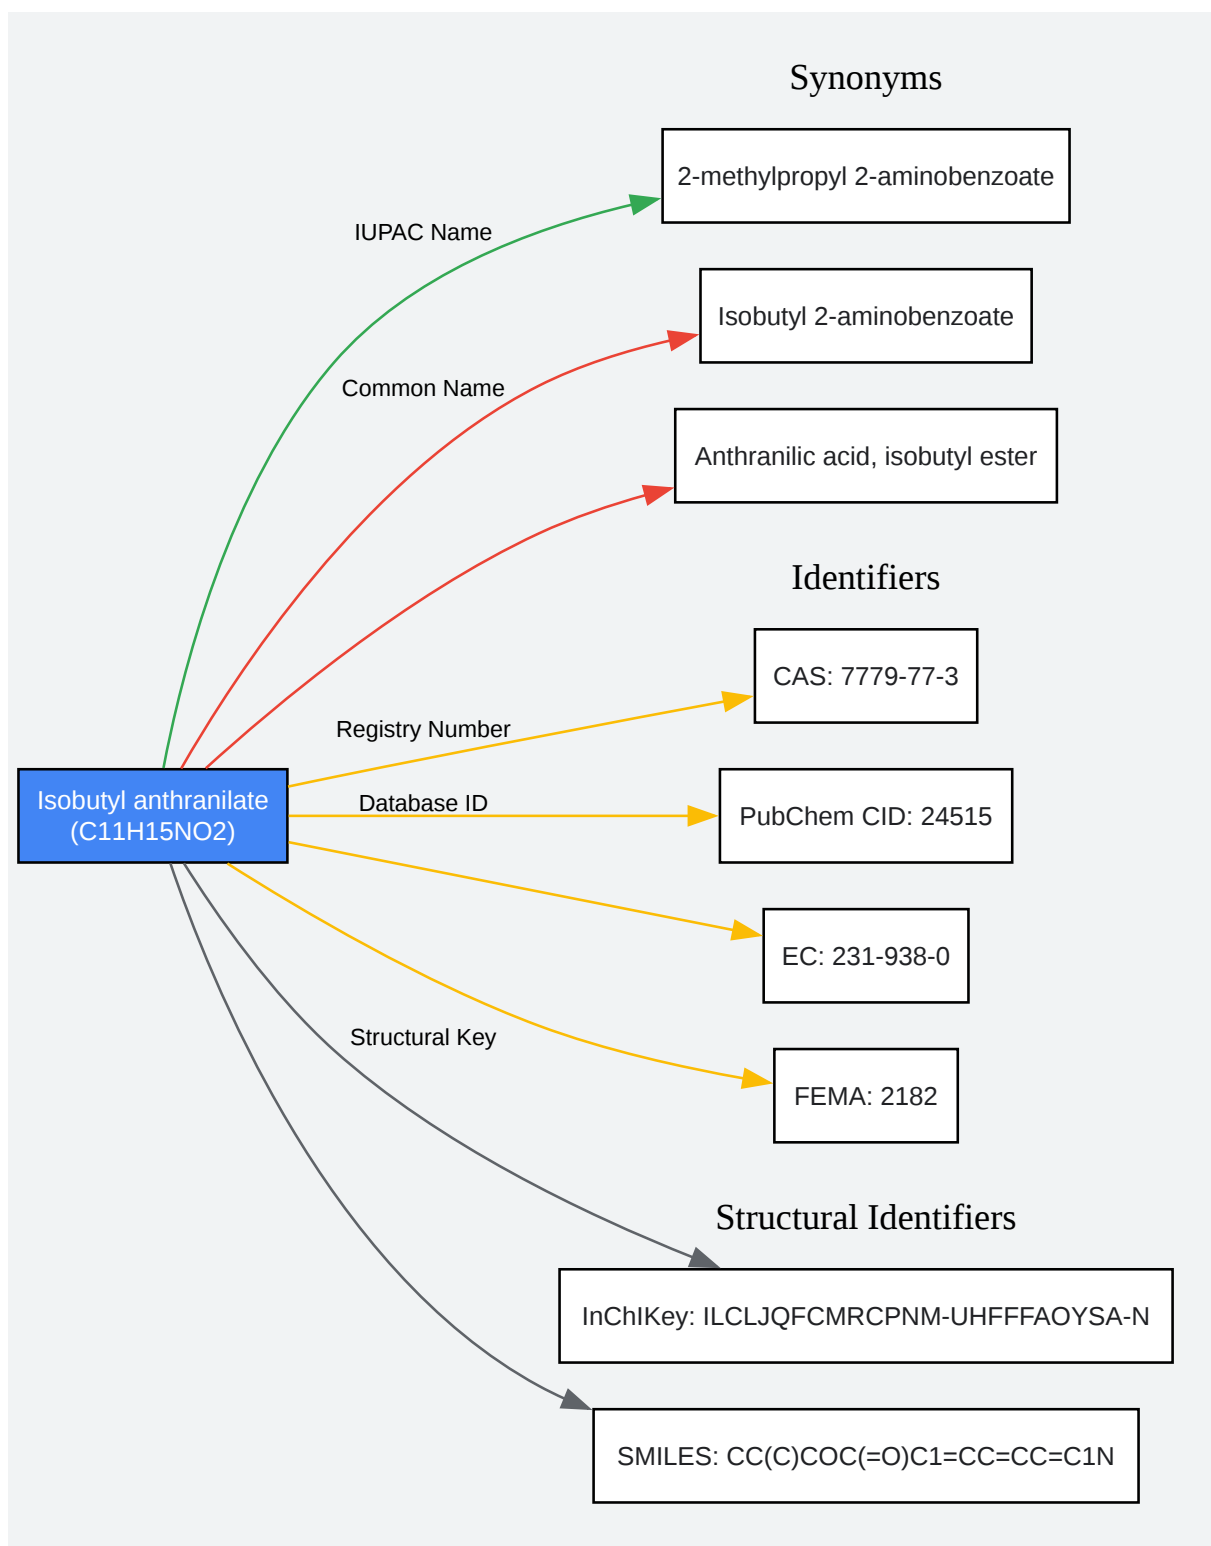 Synonyms
2-methylpropyl 2-aminobenzoate
IUPAC Name
Isobutyl 2-aminobenzoate
Common Name
Anthranilic acid, isobutyl ester
Identifiers
CAS: 7779-77-3
Registry Number
Isobutyl anthranilate
(C11H15NO2)
Database ID
PubChem CID: 24515
EC: 231-938-0
Structural Key
FEMA: 2182
Structural Identifiers
InChIKey: ILCLJQFCMRCPNM-UHFFFAOYSA-N
SMILES: CC(C)COC(=O)C1=CC=CC=C1N